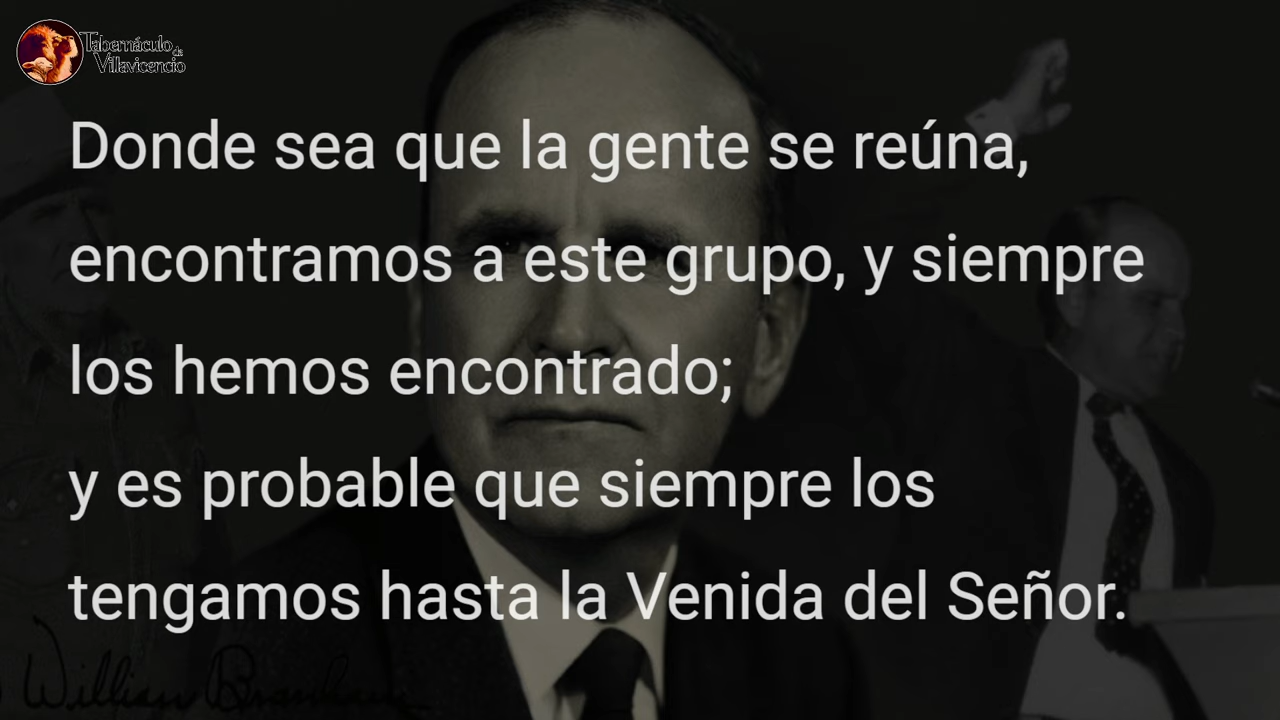 Tabernáculo de
Villavicencio
Donde sea que la gente se reúna,
encontramos a este grupo, y siempre
los hemos encontrado;
y es probable que siempre los
tengamos hasta la Venida del Señor.
William Branham